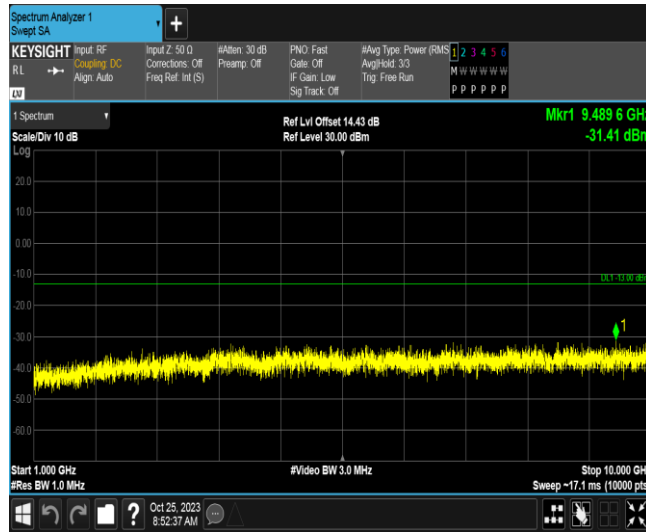 Spectrum Analyzer 1
Swept SA
+
KEYSIGHT
RL
LXI
Input: RF
Coupling: DC
Align: Auto
Input Z: 50 Ω
Corrections: Off
Freq Ref: Int (S)
#Atten: 30 dB
Preamp: Off
PNO: Fast
Gate: Off
IF Gain: Low
Sig Track: Off
#Avg Type: Power (RMS
Avg|Hold: 3/3
Trig: Free Run
1 2 3 4 5 6
M W W W W W
P P P P P P
1 Spectrum
Scale/Div 10 dB
Log
Ref Lvl Offset 14.43 dB
Ref Level 30.00 dBm
Mkr1 9.489 6 GHz
-31.41 dBm
20.0
10.0
0.00
-10.0
DL1 -13.00 dBm
-20.0
-30.0
1
-40.0
-50.0
-60.0
Start 1.000 GHz
#Res BW 1.0 MHz
#Video BW 3.0 MHz
Stop 10.000 GHz
Sweep ~17.1 ms (10000 pts
?
Oct 25, 2023
8:52:37 AM